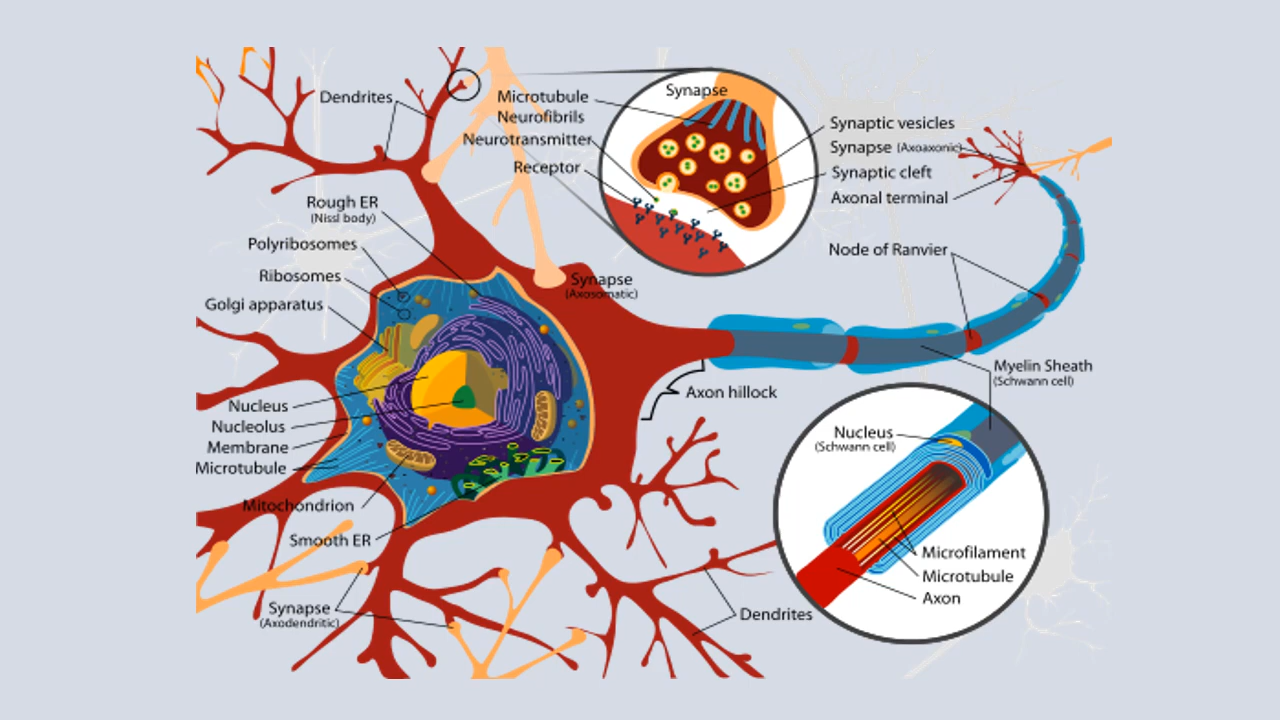 Dendrites
Microtubule
Neurofibrils
Neurotransmitter
Receptor
Synapse
Synaptic vesicles
Synapse (Axoaxonic)
Synaptic cleft
Axonal terminal
Rough ER
(Nissl body)
Polyribosomes
Ribosomes
Golgi apparatus
Synapse
(Axosomatic)
Node of Ranvier
Myelin Sheath
(Schwann cell)
Axon hillock
Nucleus
Nucleolus
Membrane
Microtubule
Mitochondrion
Smooth ER
Synapse
(Axodendritic)
Dendrites
Nucleus
(Schwann cell)
Microfilament
Microtubule
Axon